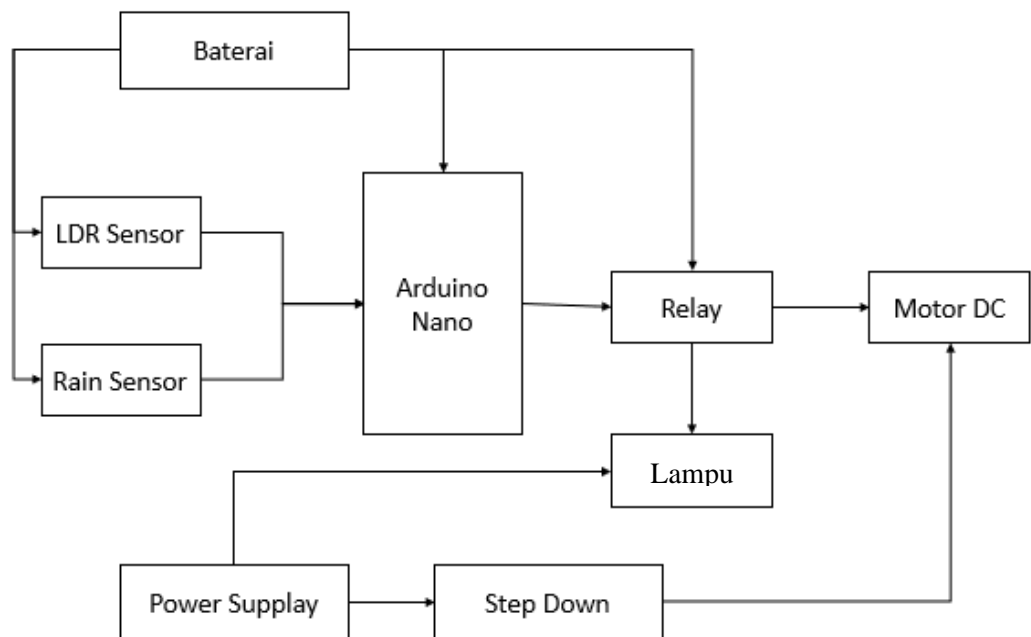 Baterai
LDR Sensor
Rain Sensor
Arduino
Nano
Relay
Motor DC
Lampu
Power Supplay
Step Down